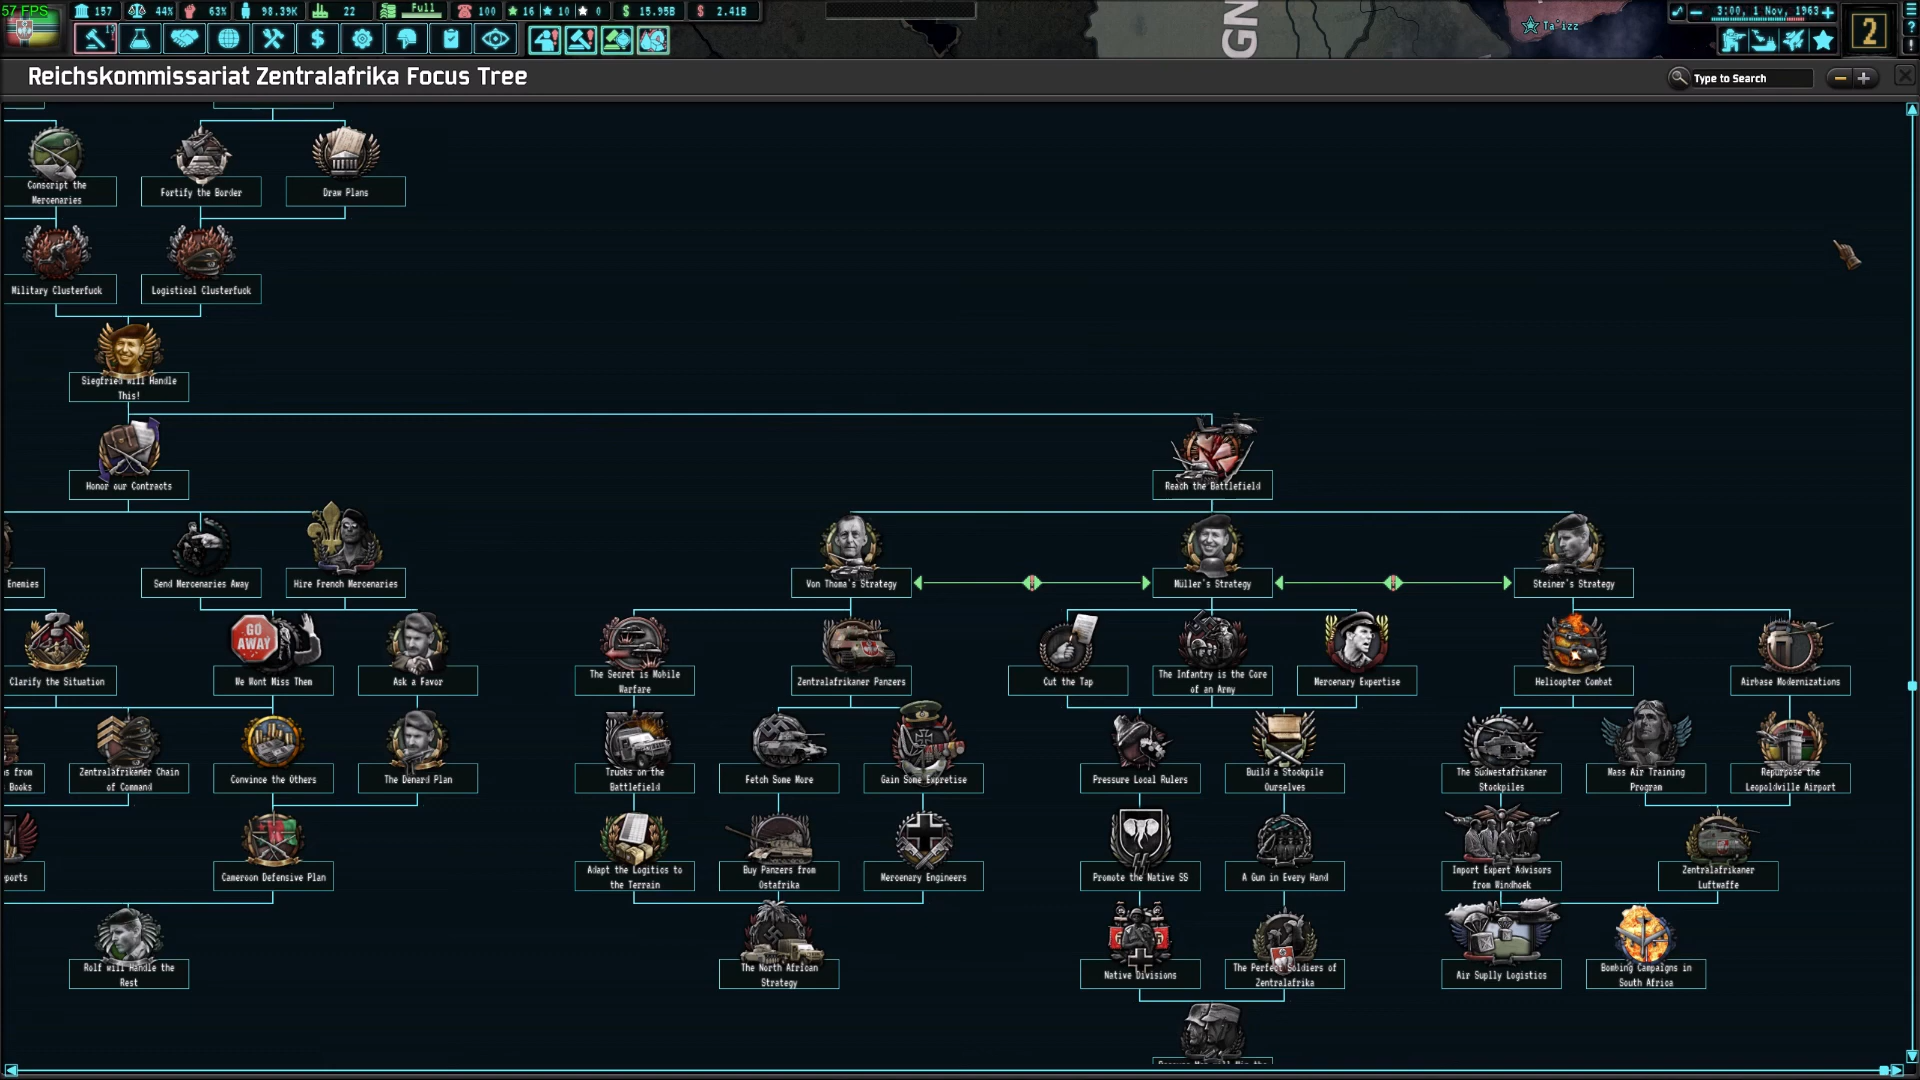 57 FPS
157
44%
63%
98.39K
22
Full
100
16
10
0
$ 15.95B
$ 2.41B
GN
Ta'izz
3:00, 1 Nov, 1963
2
Reichskommissariat Zentralafrika Focus Tree
Type to Search
Conscript the
Mercenaries
Fortify the Border
Draw Plans
Military Clusterfuck
Logistical Clusterfuck
Siegfried will Handle
This!
Honor our Contracts
Reach the Battlefield
Enemies
Send Mercenaries Away
Hire French Mercenaries
Von Thoma's Strategy
Müller's Strategy
Steiner's Strategy
GO
AWAY
Clarify the Situation
We Wont Miss Them
Ask a Favor
The Secret is Mobile
Warfare
Zentralafrikaner Panzers
Cut the Tap
The Infantry is the Core
of an Army
Mercenary Expertise
Helicopter Combat
Airbase Modernizations
s from
Books
Zentralafrikaner Chain
of Command
Convince the Others
The Denard Plan
Trucks on the
Battlefield
Fetch Some More
Gain Some Expretise
Pressure Local Rulers
Build a Stockpile
Ourselves
The Südwestafrikaner
Stockpiles
Mass Air Training
Program
Repurpose the
Leopoldville Airport
ports
Cameroon Defensive Plan
Adapt the Logitics to
the Terrain
Buy Panzers from
Ostafrika
Mercenary Engineers
Promote the Native SS
A Gun in Every Hand
Import Expert Advisors
from Windhoek
Zentralafrikaner
Luftwaffe
Rolf will Handle the
Rest
The North African
Strategy
Native Divisions
The Perfect Soldiers of
Zentralafrika
Air Suplly Logistics
Bombing Campaigns in
South Africa